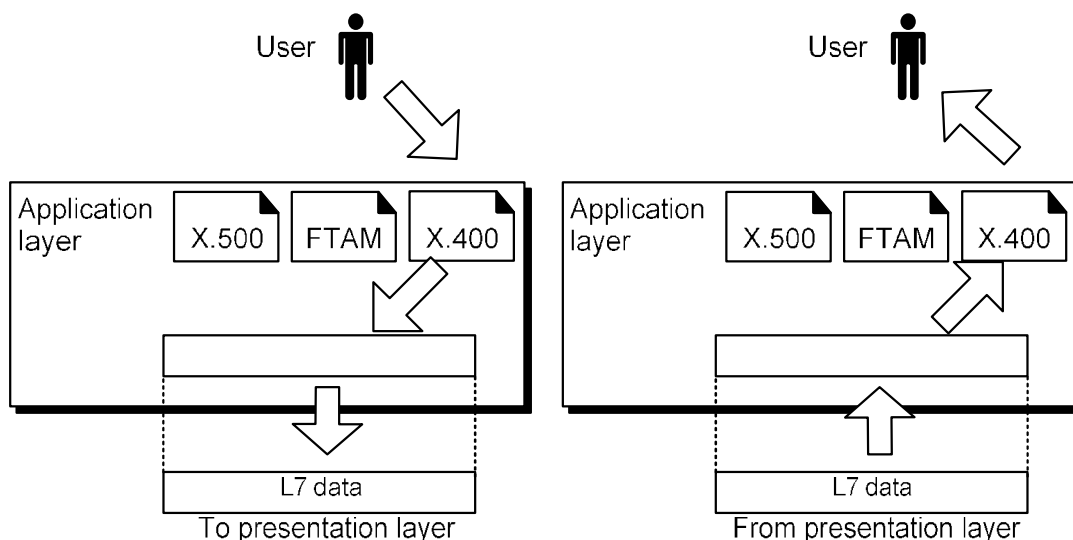 User
Application
layer
X.500
FTAM
X.400
L7 data
To presentation layer
User
Application
layer
X.500
FTAM
X.400
L7 data
From presentation layer